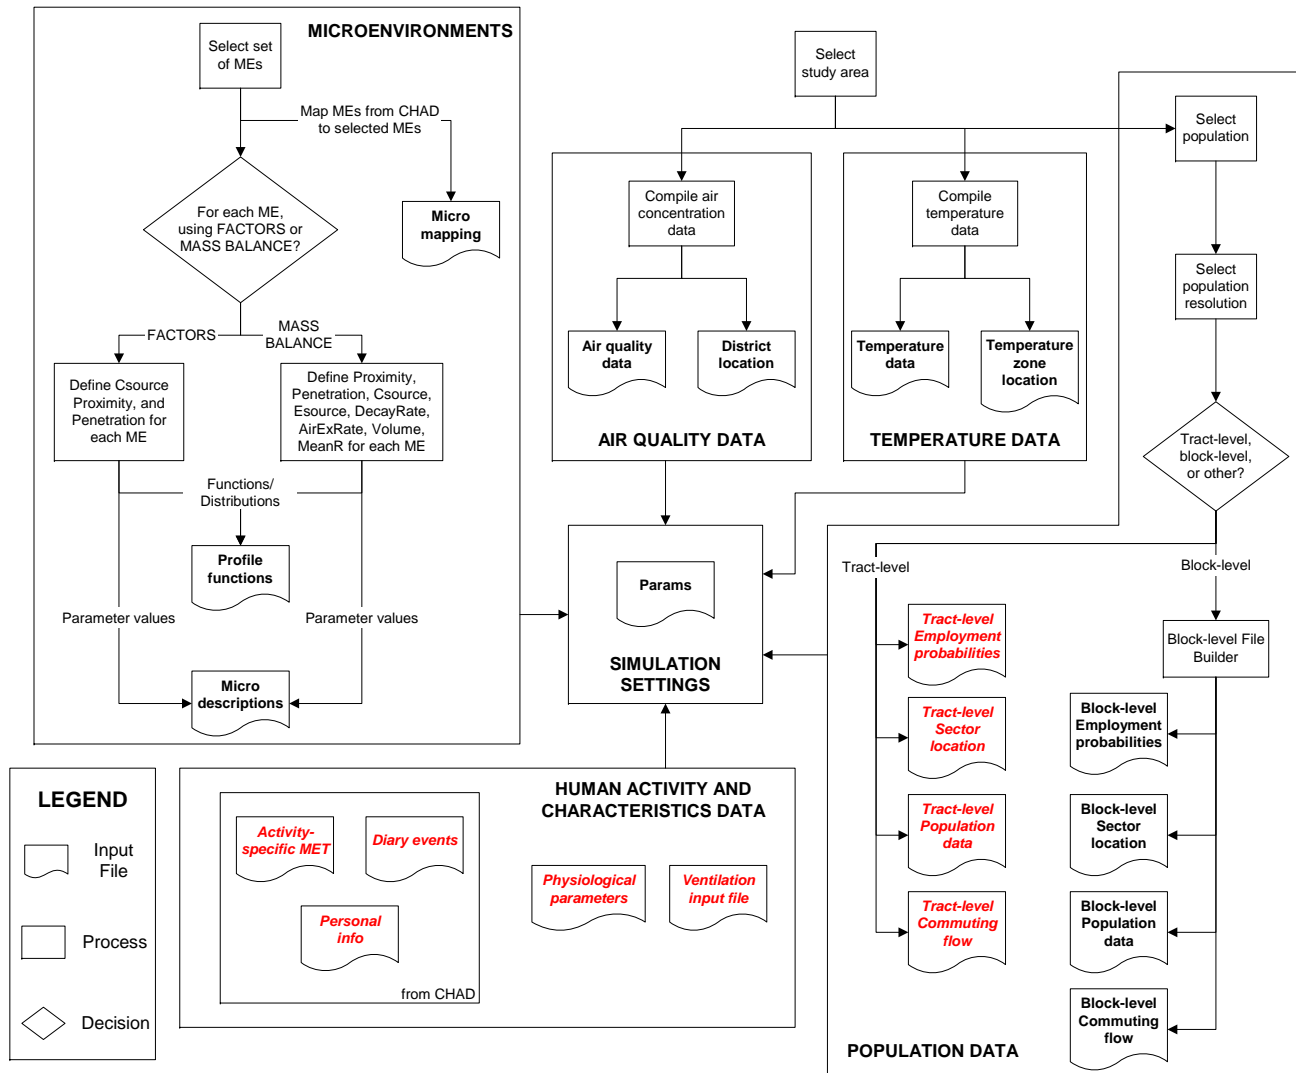 MICROENVIRONMENTS
Select set
of MEs
Map MEs from CHAD
to selected MEs
For each ME,
using FACTORS or
MASS BALANCE?
Micro
mapping
FACTORS
MASS
BALANCE
Define Csource
Proximity, and
Penetration for
each ME
Define Proximity,
Penetration, Csource,
Esource, DecayRate,
AirExRate, Volume,
MeanR for each ME
Functions/
Distributions
Profile
functions
Parameter values
Parameter values
Micro
descriptions
Select
study area
Compile air
concentration
data
Air quality
data
District
location
AIR QUALITY DATA
Compile
temperature
data
Temperature
data
Temperature
zone
location
TEMPERATURE DATA
Params
SIMULATION
SETTINGS
Select
population
Select
population
resolution
Tract-level,
block-level,
or other?
Tract-level
Block-level
Tract-level
Employment
probabilities
Tract-level
Sector
location
Tract-level
Population
data
Tract-level
Commuting
flow
Block-level File
Builder
Block-level
Employment
probabilities
Block-level
Sector
location
Block-level
Population
data
Block-level
Commuting
flow
POPULATION DATA
HUMAN ACTIVITY AND
CHARACTERISTICS DATA
Activity-
specific MET
Diary events
Personal
info
from CHAD
Physiological
parameters
Ventilation
input file
LEGEND
Input
File
Process
Decision